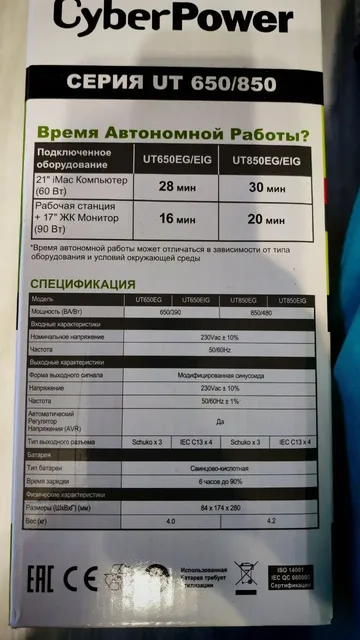 CyberPower
СЕРИЯ UT 650/850
Время Автономной Работы?
Подключенное оборудование UT650EG/EIG UT850EG/EIG
21" iMac Компьютер (60 Вт) 28 мин 30 мин
Рабочая станция + 17" ЖК Монитор (90 Вт) 16 мин 20 мин
*Время автономной работы может отличаться в зависимости от типа
оборудования и условий окружающей среды
СПЕЦИФИКАЦИЯ
Модель UT650EG UT650EIG UT850EG UT850EIG
Мощность (ВА/Вт) 650/390 850/480
Входные характеристики
Номинальное напряжение 230Vac ± 10%
Частота 50/60Hz
Выходные характеристики
Форма выходного сигнала Модифицированная синусоида
Напряжение 230Vac ± 10%
Частота 50/60Hz ± 1%
Автоматический Регулятор Напряжения (AVR) Да
Тип выходного разъема Schuko x 3 IEC C13 x 4 Schuko x 3 IEC C13 x 4
Батарея
Тип батареи Свинцово-кислотная
Время зарядки 6 часов до 90%
Физические характеристики
Размеры (ШxВxГ) (мм) 84 x 174 x 280
Вес (кг) 4.0 4.2
EAC CE
Использованная
батарея требует
утилизации
ISO 14001
IEC QC 080000
Сертификации